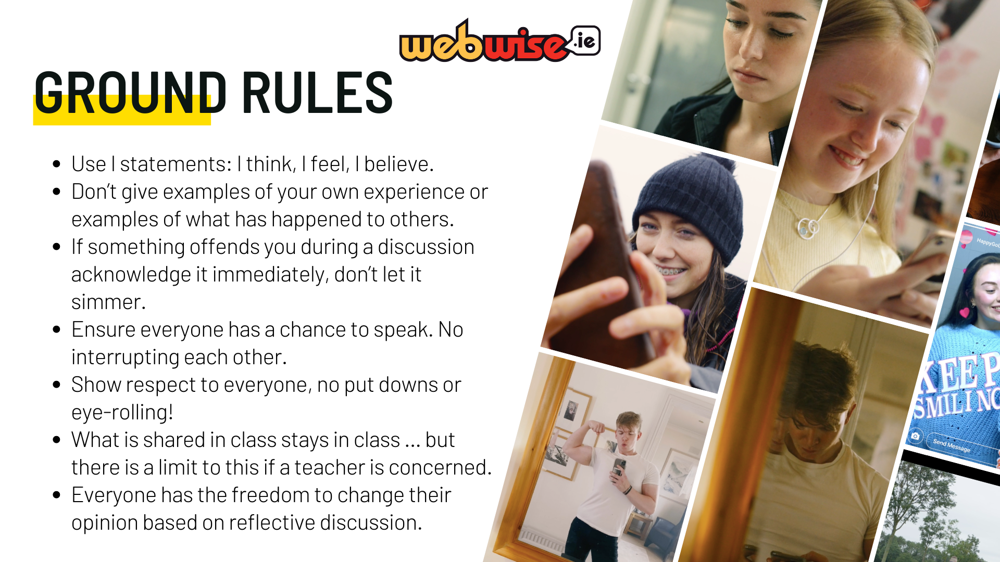 webwise.ie
GROUND RULES
• Use I statements: I think, I feel, I believe.
• Don’t give examples of your own experience or
examples of what has happened to others.
• If something offends you during a discussion
acknowledge it immediately, don’t let it
simmer.
• Ensure everyone has a chance to speak. No
interrupting each other.
• Show respect to everyone, no put downs or
eye-rolling!
• What is shared in class stays in class ... but
there is a limit to this if a teacher is concerned.
• Everyone has the freedom to change their
opinion based on reflective discussion.
KEEP
Send Message